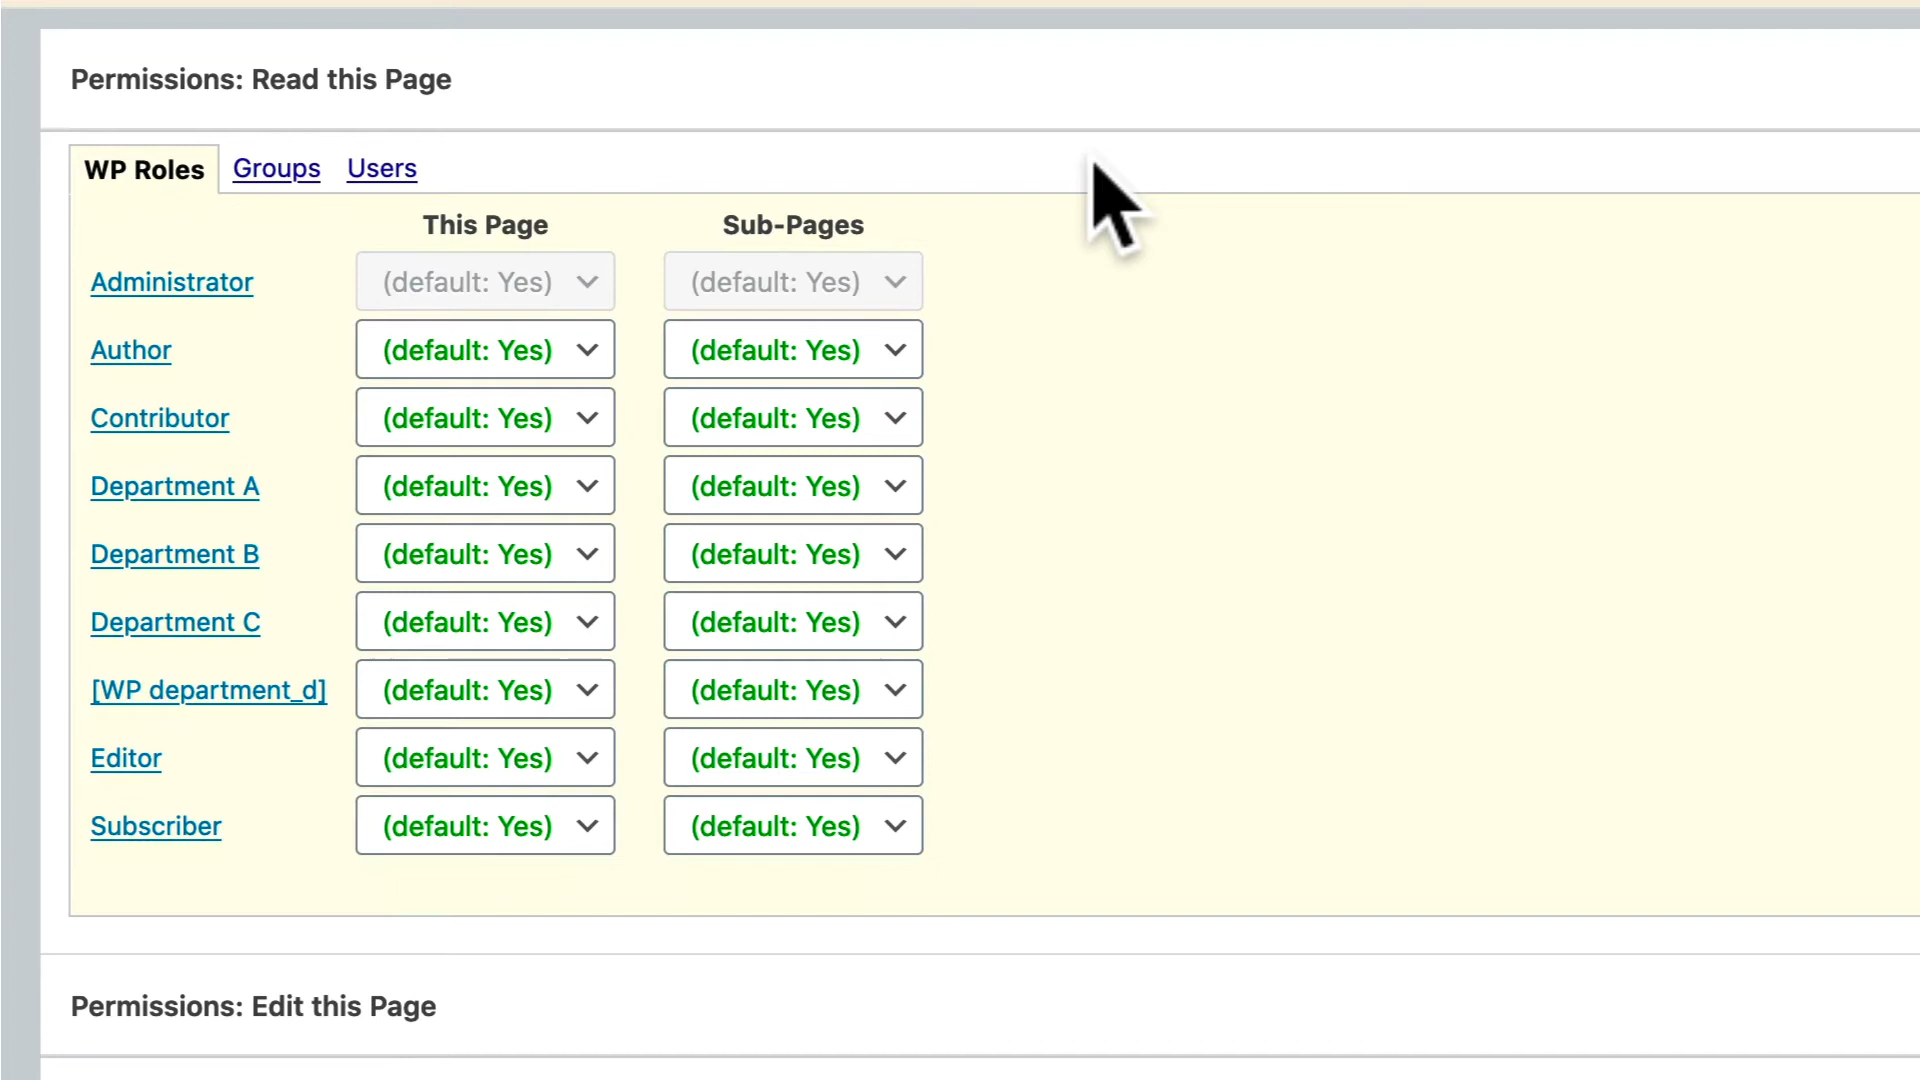 Permissions: Read this Page
WP Roles Groups Users
This Page Sub-Pages
Administrator (default: Yes) (default: Yes)
Author (default: Yes) (default: Yes)
Contributor (default: Yes) (default: Yes)
Department A (default: Yes) (default: Yes)
Department B (default: Yes) (default: Yes)
Department C (default: Yes) (default: Yes)
[WP department_d] (default: Yes) (default: Yes)
Editor (default: Yes) (default: Yes)
Subscriber (default: Yes) (default: Yes)
Permissions: Edit this Page